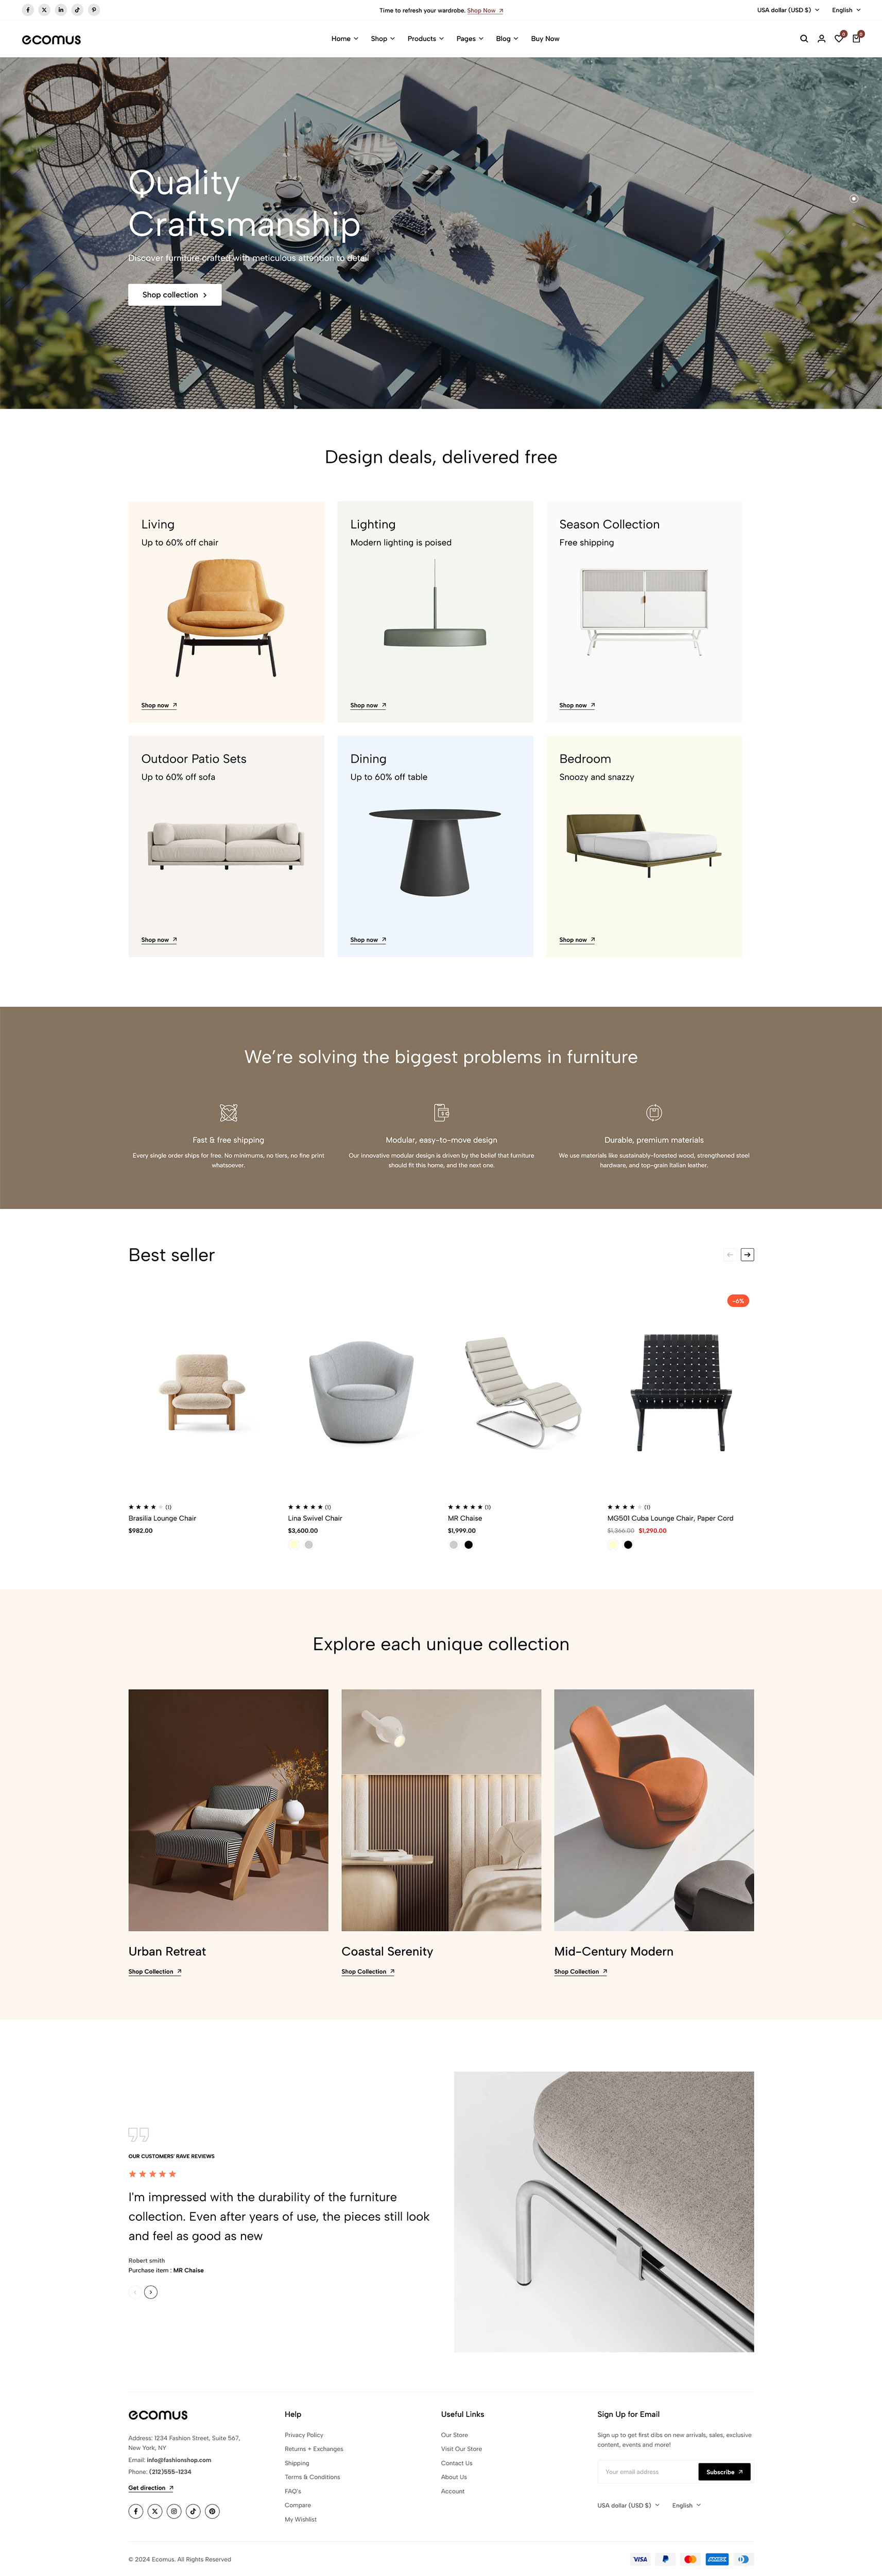 Time to refresh your wardrobe. Shop Now
USA dollar (USD $)
English
ecomus
Home
Shop
Products
Pages
Blog
Buy Now
0
0
Quality
Craftsmanship
Discover furniture crafted with meticulous attention to detail
Shop collection
Design deals, delivered free
Living
Up to 60% off chair
Shop now
Lighting
Modern lighting is poised
Shop now
Season Collection
Free shipping
Shop now
Outdoor Patio Sets
Up to 60% off sofa
Shop now
Dining
Up to 60% off table
Shop now
Bedroom
Snoozy and snazzy
Shop now
We're solving the biggest problems in furniture
Fast & free shipping
Every single order ships for free. No minimums, no tiers, no fine print
whatsoever.
Modular, easy-to-move design
Our innovative modular design is driven by the belief that furniture
should fit this home, and the next one.
Durable, premium materials
We use materials like sustainably-forested wood, strengthened steel
hardware, and top-grain Italian leather.
Best seller
(1)
Brasilia Lounge Chair
$982.00
(1)
Lina Swivel Chair
$3,600.00
(1)
MR Chaise
$1,999.00
-6%
(1)
MG501 Cuba Lounge Chair, Paper Cord
$1,366.00 $1,290.00
Explore each unique collection
Urban Retreat
Shop Collection
Coastal Serenity
Shop Collection
Mid-Century Modern
Shop Collection
OUR CUSTOMERS' RAVE REVIEWS
I'm impressed with the durability of the furniture
collection. Even after years of use, the pieces still look
and feel as good as new
Robert smith
Purchase item : MR Chaise
ecomus
Address: 1234 Fashion Street, Suite 567,
New York, NY
Email: info@fashionshop.com
Phone: (212)555-1234
Get direction
Help
Privacy Policy
Returns + Exchanges
Shipping
Terms & Conditions
FAQ's
Compare
My Wishlist
Useful Links
Our Store
Visit Our Store
Contact Us
About Us
Account
Sign Up for Email
Sign up to get first dibs on new arrivals, sales, exclusive
content, events and more!
Your email address
Subscribe
USA dollar (USD $)
English
© 2024 Ecomus. All Rights Reserved
VISA